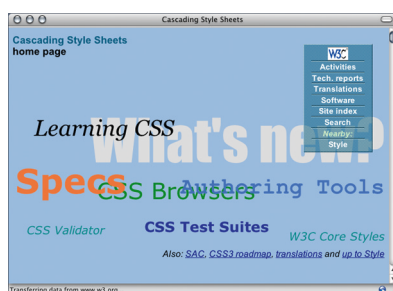 Cascading Style Sheets
Cascading Style Sheets
home page
W3C
Activities
Tech. reports
Translations
Software
Site index
Search
Nearby:
Style
What's new?
Learning CSS
Specs
CSS Browsers
Authoring Tools
CSS Validator
CSS Test Suites
W3C Core Styles
Also: SAC, CSS3 roadmap, translations and up to Style
Transferring data from www.w3.org